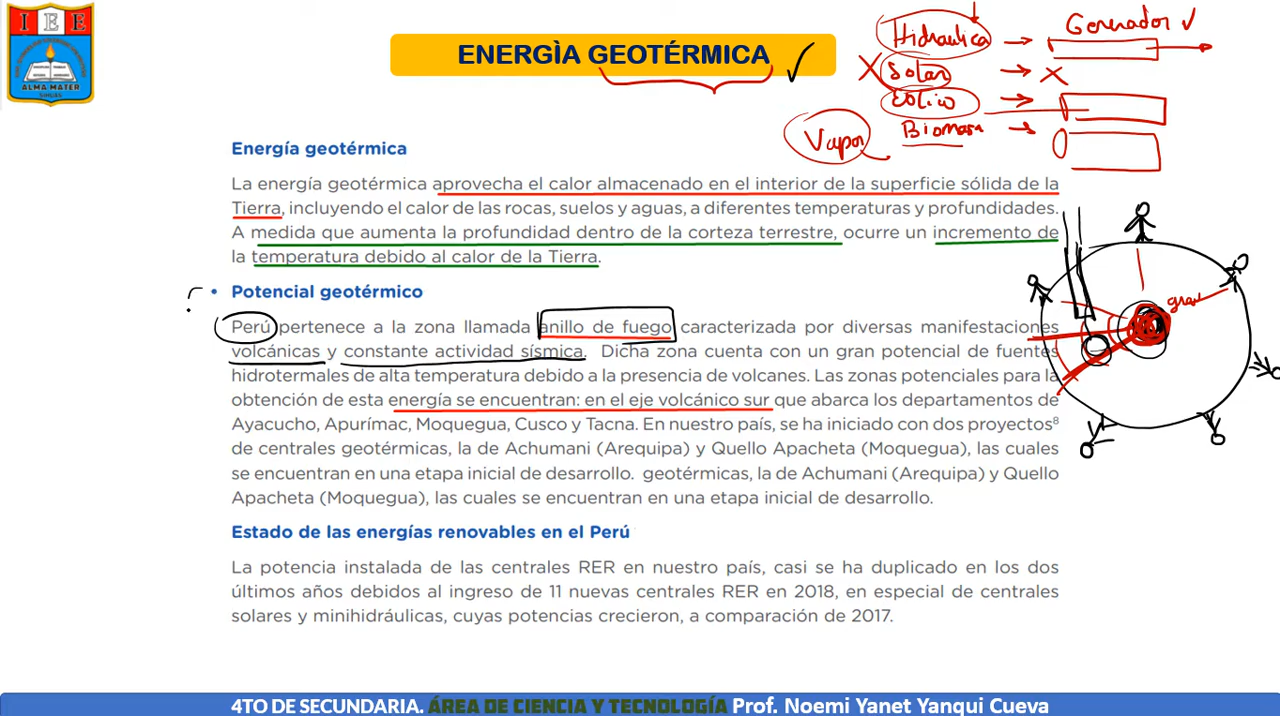 I E E
ALMA MATER
ENERGÌA GEOTÉRMICA
Hidraulica
Generador
Solar
Eolico
Biomasa
Vapor
Energía geotérmica
La energía geotérmica aprovecha el calor almacenado en el interior de la superficie sólida de la
Tierra, incluyendo el calor de las rocas, suelos y aguas, a diferentes temperaturas y profundidades.
A medida que aumenta la profundidad dentro de la corteza terrestre, ocurre un incremento de
la temperatura debido al calor de la Tierra.
• Potencial geotérmico
Perú pertenece a la zona llamada anillo de fuego caracterizada por diversas manifestaciones
volcánicas y constante actividad sísmica. Dicha zona cuenta con un gran potencial de fuentes
hidrotermales de alta temperatura debido a la presencia de volcanes. Las zonas potenciales para la
obtención de esta energía se encuentran: en el eje volcánico sur que abarca los departamentos de
Ayacucho, Apurímac, Moquegua, Cusco y Tacna. En nuestro país, se ha iniciado con dos proyectos⁸
de centrales geotérmicas, la de Achumani (Arequipa) y Quello Apacheta (Moquegua), las cuales
se encuentran en una etapa inicial de desarrollo. geotérmicas, la de Achumani (Arequipa) y Quello
Apacheta (Moquegua), las cuales se encuentran en una etapa inicial de desarrollo.
Estado de las energías renovables en el Perú
La potencia instalada de las centrales RER en nuestro país, casi se ha duplicado en los dos
últimos años debidos al ingreso de 11 nuevas centrales RER en 2018, en especial de centrales
solares y minihidráulicas, cuyas potencias crecieron, a comparación de 2017.
4TO DE SECUNDARIA. ÁREA DE CIENCIA Y TECNOLOGÍA Prof. Noemi Yanet Yanqui Cueva